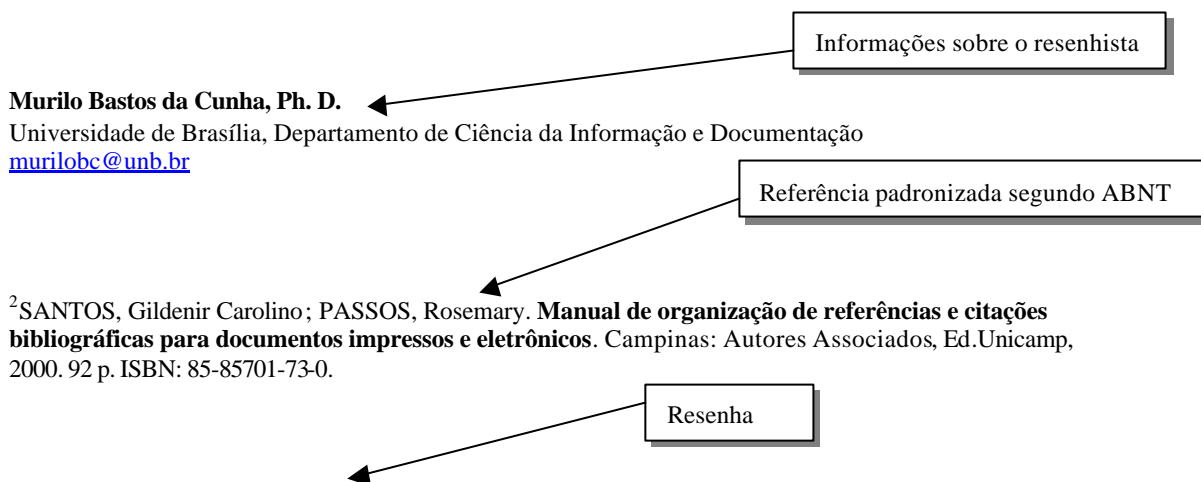 Informações sobre o resenhista
Murilo Bastos da Cunha, Ph. D.
Universidade de Brasília, Departamento de Ciência da Informação e Documentação
murilobc@unb.br
Referência padronizada segundo ABNT
2SANTOS, Gildenir Carolino; PASSOS, Rosemary. Manual de organização de referências e citações
bibliográficas para documentos impressos e eletrônicos. Campinas: Autores Associados, Ed.Unicamp,
2000. 92 p. ISBN: 85-85701-73-0.
Resenha